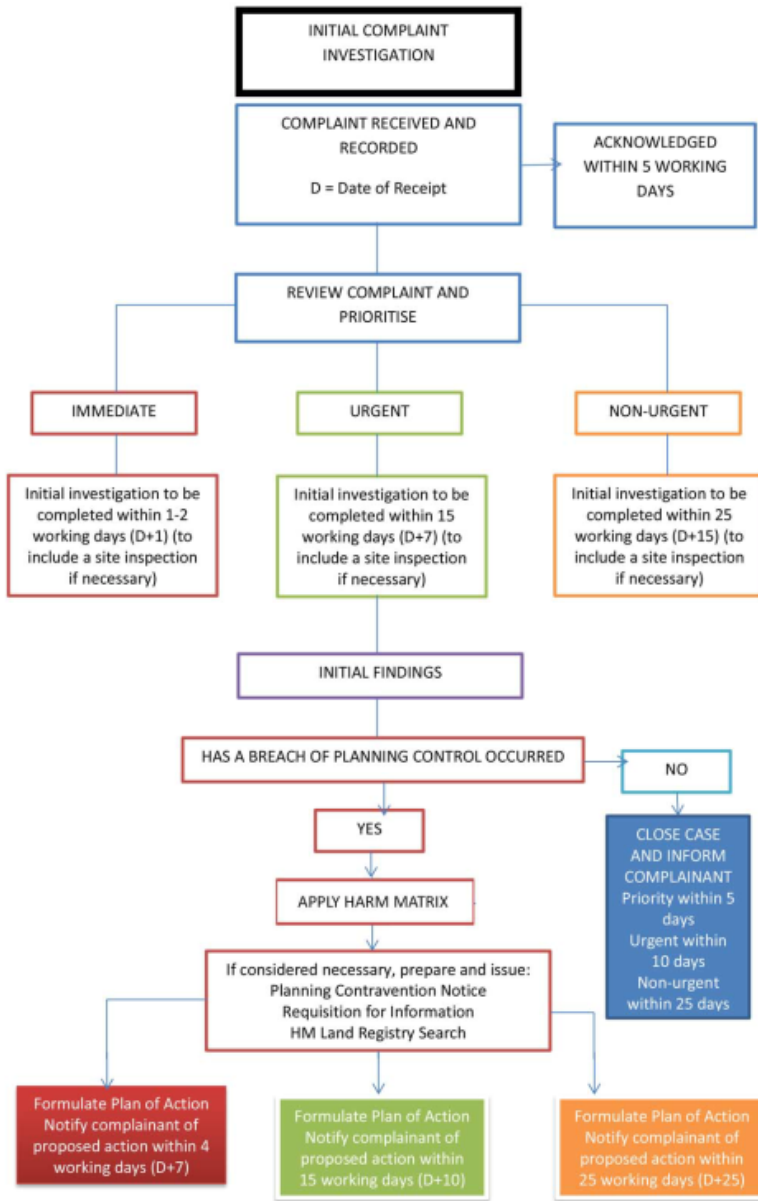 INITIAL COMPLAINT
INVESTIGATION
COMPLAINT RECEIVED AND
RECORDED
D = Date of Receipt
ACKNOWLEDGED
WITHIN 5 WORKING
DAYS
REVIEW COMPLAINT AND
PRIORITISE
IMMEDIATE
URGENT
NON-URGENT
Initial investigation to be
completed within 1-2
working days (D+1) (to
include a site inspection
if necessary)
Initial investigation to be
completed within 15
working days (D+7) (to
include a site inspection
if necessary)
Initial investigation to be
completed within 25
working days (D+15) (to
include a site inspection
if necessary)
INITIAL FINDINGS
HAS A BREACH OF PLANNING CONTROL OCCURRED
NO
YES
CLOSE CASE
AND INFORM
COMPLAINANT
Priority within 5
days
Urgent within
10 days
Non-urgent
within 25 days
APPLY HARM MATRIX
If considered necessary, prepare and issue:
Planning Contravention Notice
Requisition for Information
HM Land Registry Search
Formulate Plan of Action
Notify complainant of
proposed action within 4
working days (D+7)
Formulate Plan of Action
Notify complainant of
proposed action within
15 working days (D+10)
Formulate Plan of Action
Notify complainant of
proposed action within
25 working days (D+25)